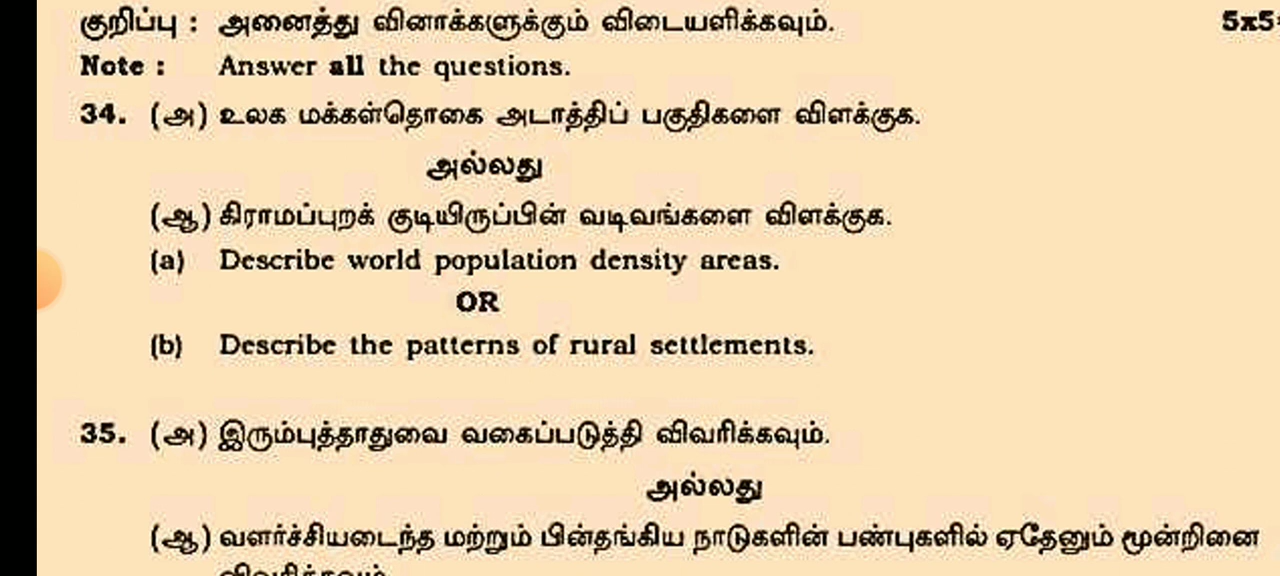 குறிப்பு : அனைத்து வினாக்களுக்கும் விடையளிக்கவும். 5x5
Note : Answer all the questions.
34. (அ) உலக மக்கள்தொகை அடர்த்திப் பகுதிகளை விளக்குக.
அல்லது
(ஆ) கிராமப்புறக் குடியிருப்பின் வடிவங்களை விளக்குக.
(a) Describe world population density areas.
OR
(b) Describe the patterns of rural settlements.
35. (அ) இரும்புத்தாதுவை வகைப்படுத்தி விவரிக்கவும்.
அல்லது
(ஆ) வளர்ச்சியடைந்த மற்றும் பின்தங்கிய நாடுகளின் பண்புகளில் ஏதேனும் மூன்றினை